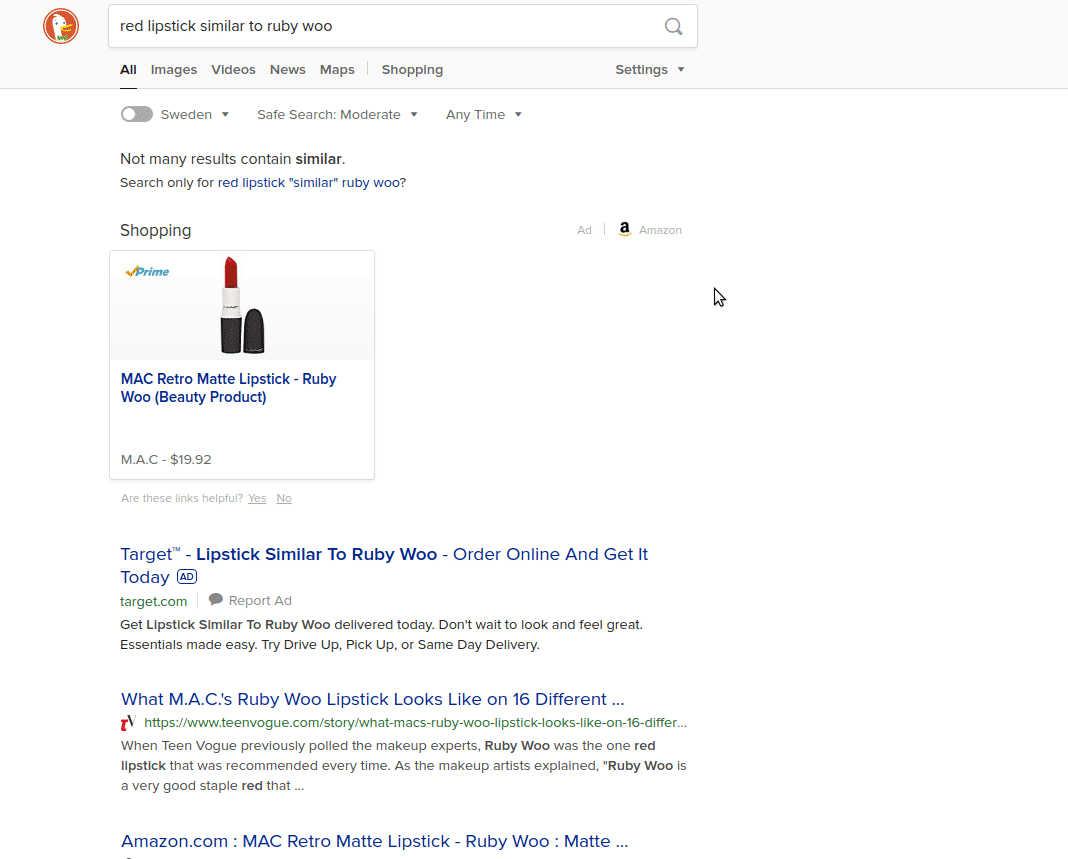 red lipstick similar to ruby woo
All Images Videos News Maps Shopping Settings
Sweden Safe Search: Moderate Any Time
Not many results contain similar.
Search only for red lipstick "similar" ruby woo?
Shopping Ad Amazon
Prime
MAC Retro Matte Lipstick - Ruby
Woo (Beauty Product)
M.A.C - $19.92
Are these links helpful? Yes No
Target™ - Lipstick Similar To Ruby Woo - Order Online And Get It
Today AD
target.com Report Ad
Get Lipstick Similar To Ruby Woo delivered today. Don't wait to look and feel great.
Essentials made easy. Try Drive Up, Pick Up, or Same Day Delivery.
What M.A.C.'s Ruby Woo Lipstick Looks Like on 16 Different ...
https://www.teenvogue.com/story/what-macs-ruby-woo-lipstick-looks-like-on-16-differ...
When Teen Vogue previously polled the makeup experts, Ruby Woo was the one red
lipstick that was recommended every time. As the makeup artists explained, "Ruby Woo is
a very good staple red that ...
Amazon.com : MAC Retro Matte Lipstick - Ruby Woo : Matte ...